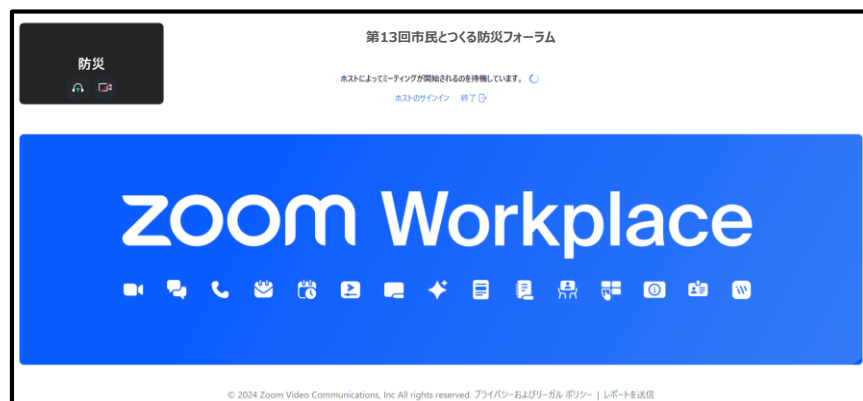 第13回市民とつくる防災フォーラム
防災
ホストによってミーティングが開始されるのを待機しています。
ホストのサインイン 終了
zoom Workplace
© 2024 Zoom Video Communications, Inc All rights reserved. プライバシーおよびリーガル ポリシー | レポートを送信